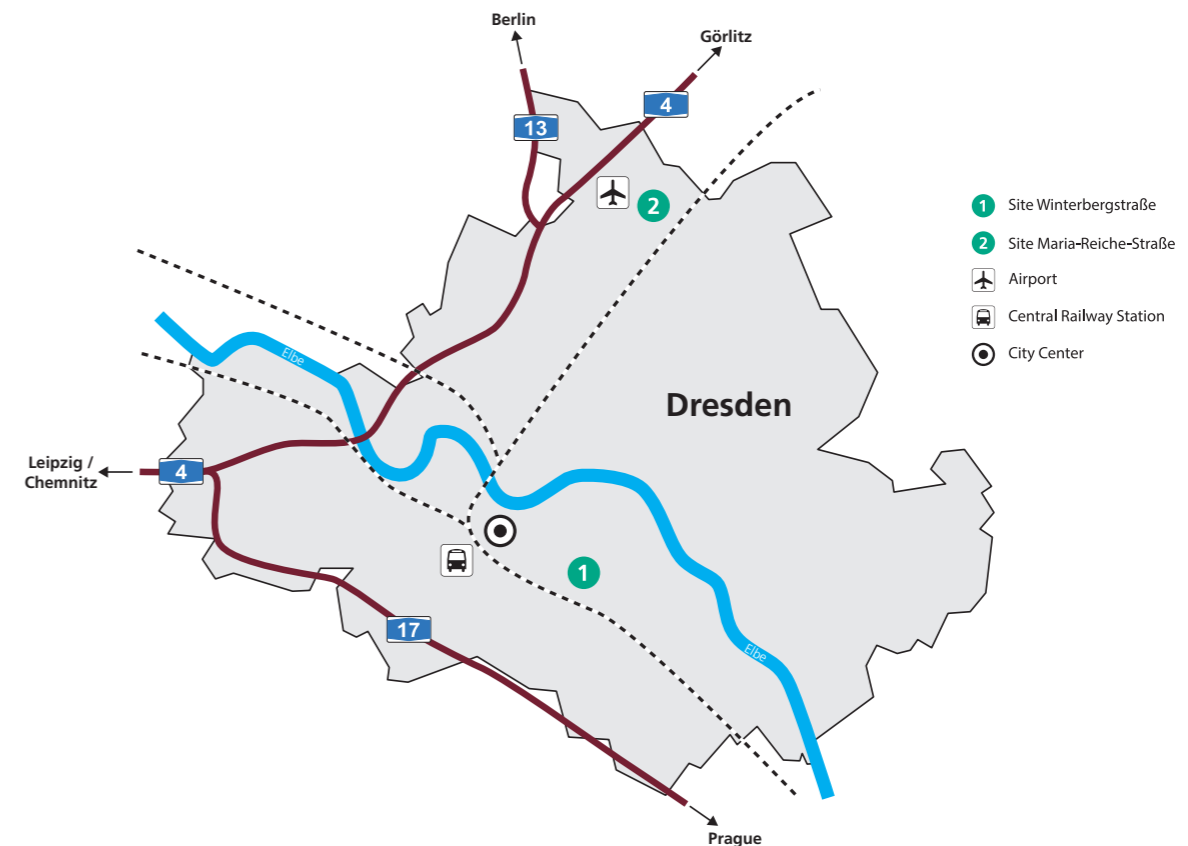 Berlin
Görlitz
4
13
2
1 Site Winterbergstraße
2 Site Maria-Reiche-Straße
Airport
Central Railway Station
City Center
Elbe
Dresden
Leipzig /
Chemnitz
4
1
17
Elbe
Prague